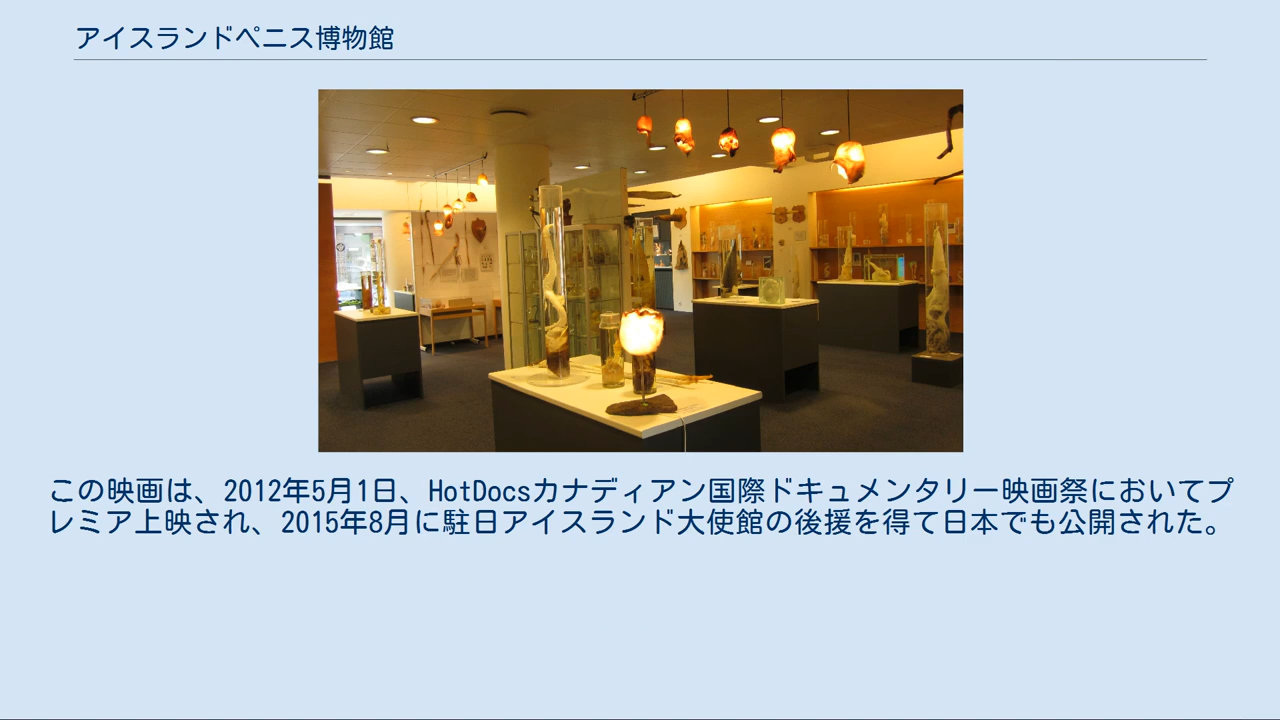 アイスランドペニス博物館
この映画は、2012年5月1日、HotDocsカナディアン国際ドキュメンタリー映画祭においてプ
レミア上映され、2015年8月に駐日アイスランド大使館の後援を得て日本でも公開された。